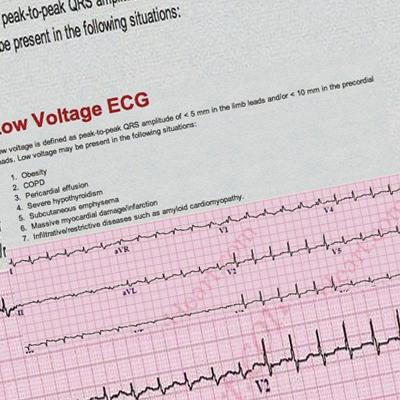 peak-to-peak QRS
be present in the following situations:
ow Voltage ECG
ow voltage is defined as peak-to-peak QRS amplitude of < 5 mm in the limb leads and/or < 10 mm in the precordial
eads. Low voltage may be present in the following situations:
1. Obesity
2. COPD
3. Pericardial effusion
4. Severe hypothyroidism
5. Subcutaneous emphysema
6. Massive myocardial damage/infarction
7. Infiltrative/restrictive diseases such as amyloid cardiomyopathy.
I aVR V1 V4
II aVL V2 V5
V2